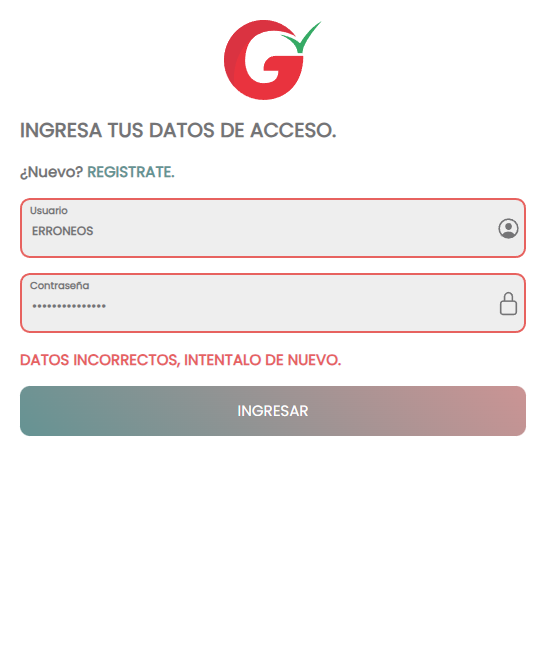 G
INGRESA TUS DATOS DE ACCESO.
¿Nuevo? REGISTRATE.
Usuario
ERRONEOS
Contraseña
•••••••••••••••
DATOS INCORRECTOS, INTENTALO DE NUEVO.
INGRESAR